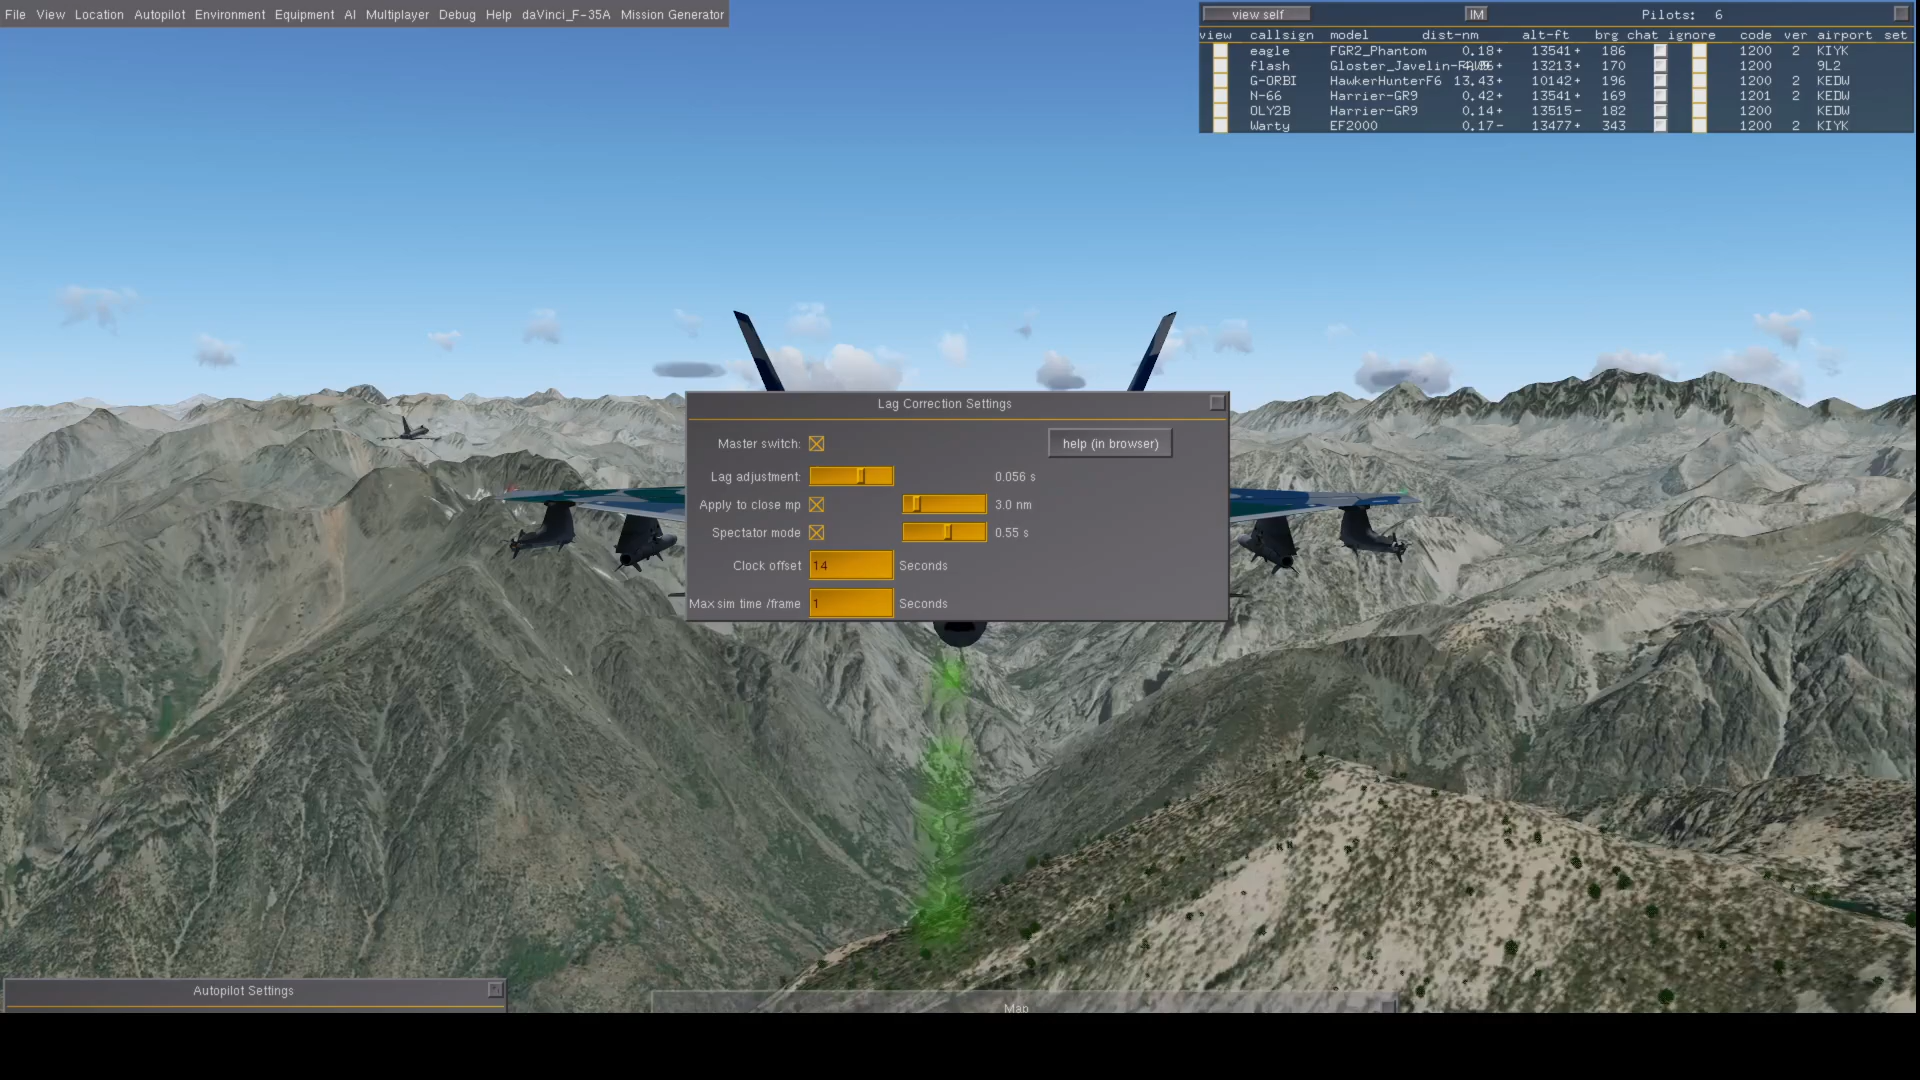 File View Location Autopilot Environment Equipment AI Multiplayer Debug Help daVinci_F-35A Mission Generator
view self IM Pilots: 6
view callsign model dist-nm alt-ft brg chat ignore code ver airport set
eagle FGR2_Phantom 0.18+ 13541+ 186 1200 2 KIYK
flash 13213+ 170 1200 9L2
G-ORBI HawkerHunterF6 13.43+ 10142+ 196 1200 2 KEDW
N-66 Harrier-GR9 0.42+ 13541+ 169 1201 2 KEDW
OLY2B Harrier-GR9 0.14+ 13515- 182 1200 KEDW
Warty EF2000 0.17- 13477+ 343 1200 2 KIYK
Lag Correction Settings
Master switch: help (in browser)
Lag adjustment: 0.056 s
Apply to close mp 3.0 nm
Spectator mode 0.55 s
Clock offset 14 Seconds
Max sim time /frame 1 Seconds
Autopilot Settings
Map